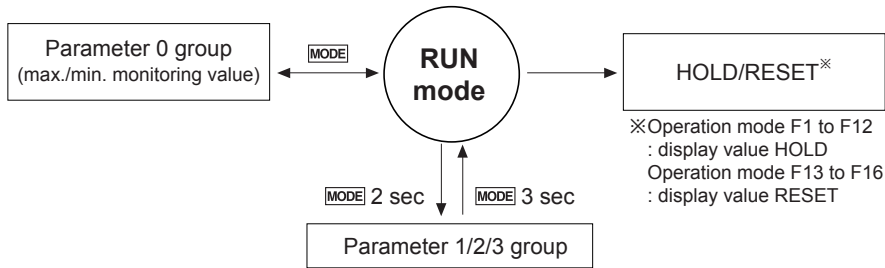 Parameter 0 group
(max./min. monitoring value)
MODE
RUN
mode
HOLD/RESET※
※Operation mode F1 to F12
: display value HOLD
Operation mode F13 to F16
: display value RESET
MODE 2 sec
MODE 3 sec
Parameter 1/2/3 group